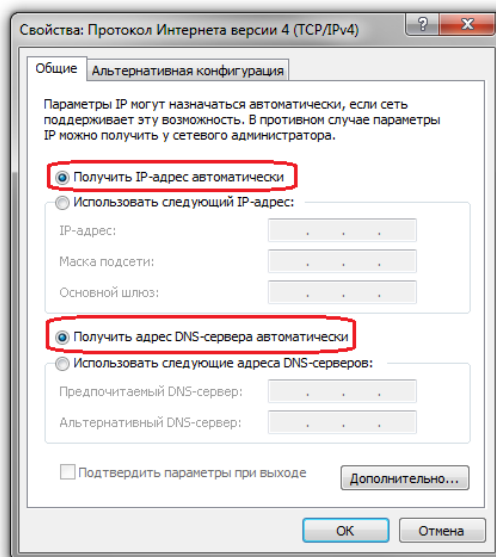 Свойства: Протокол Интернета версии 4 (TCP/IPv4)
Общие
Альтернативная конфигурация
Параметры IP могут назначаться автоматически, если сеть
поддерживает эту возможность. В противном случае параметры
IP можно получить у сетевого администратора.
Получить IP-адрес автоматически
Использовать следующий IP-адрес:
IP-адрес:
Маска подсети:
Основной шлюз:
Получить адрес DNS-сервера автоматически
Использовать следующие адреса DNS-серверов:
Предпочитаемый DNS-сервер:
Альтернативный DNS-сервер:
Подтвердить параметры при выходе
Дополнительно...
ОК
Отмена